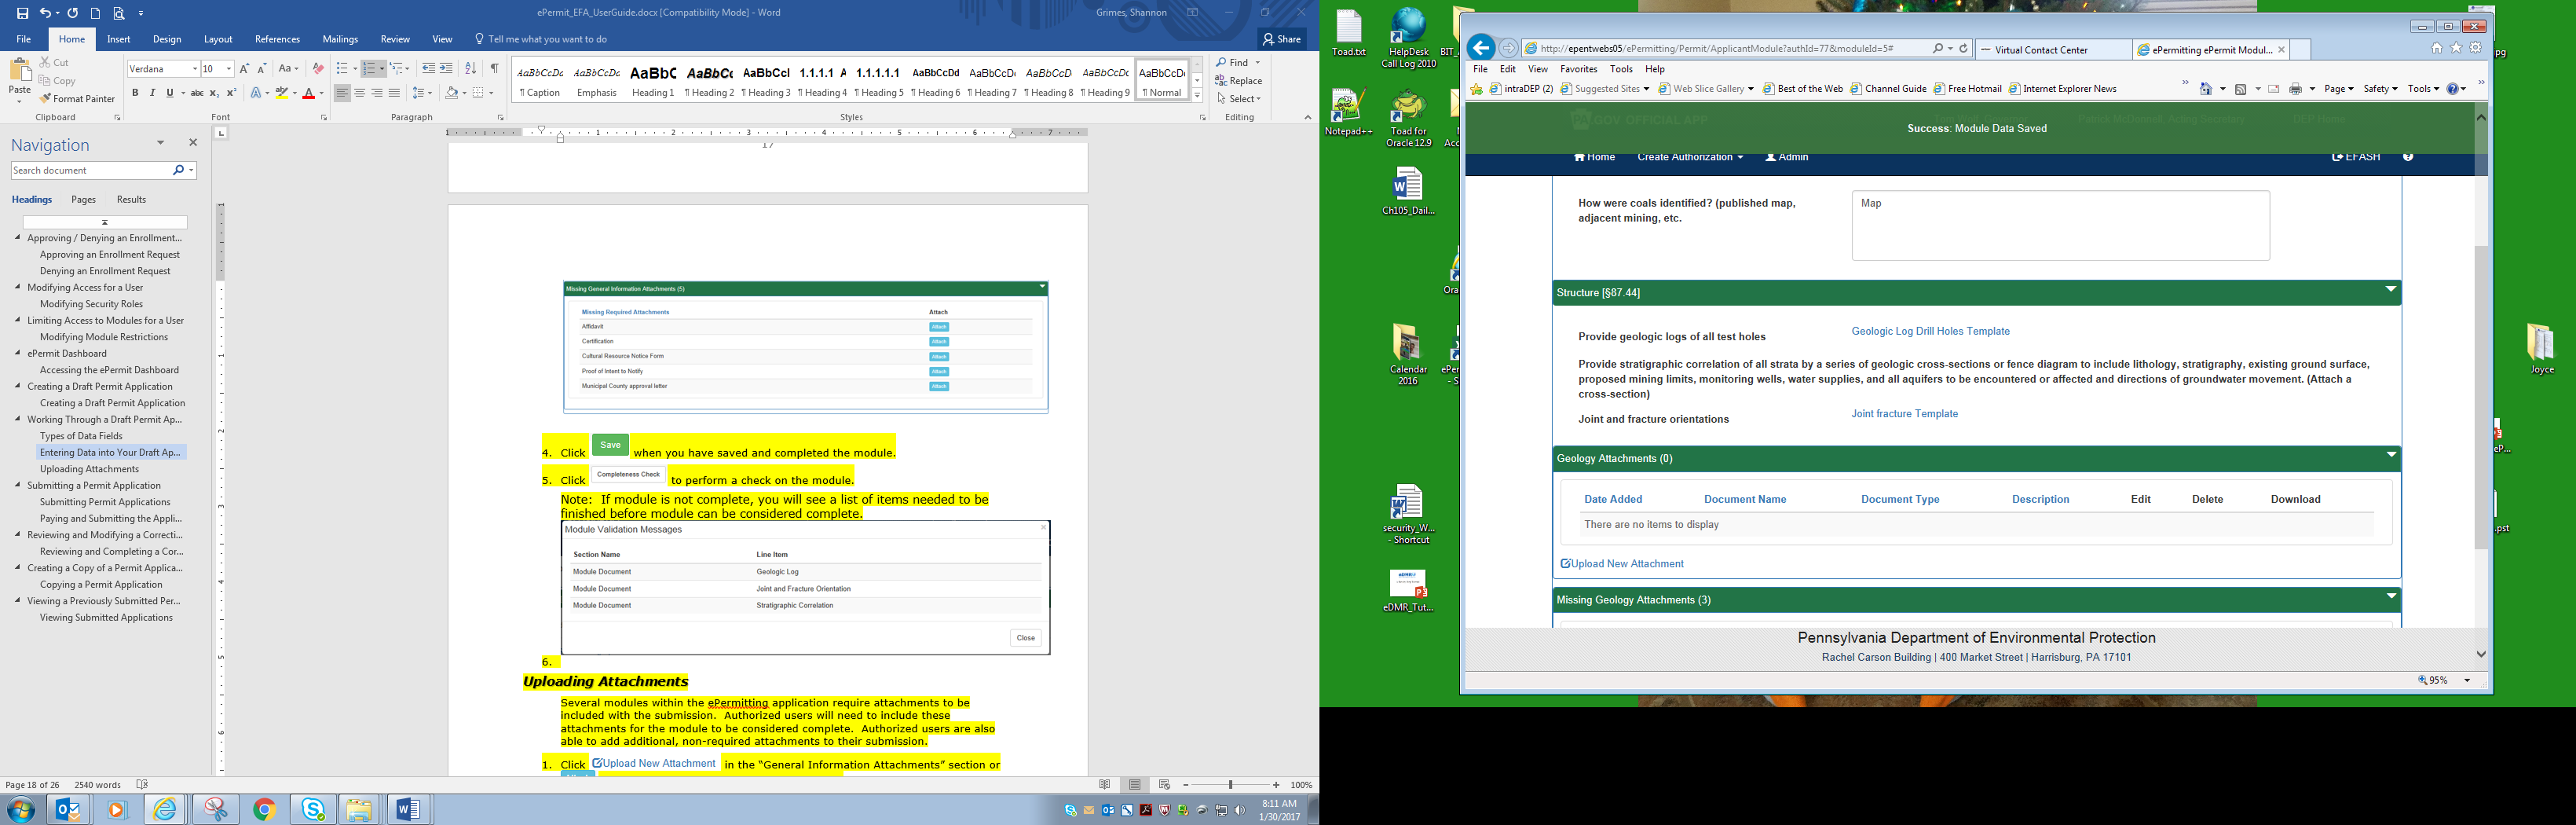 ePermit_EFA_UserGuide.docx [Compatibility Mode] - Word
Grimes, Shannon
File
Home
Insert
Design
Layout
References
Mailings
Review
View
Tell me what you want to do
Share
Paste
Cut
Copy
Format Painter
Clipboard
Verdana
10
Font
Paragraph
AaBbCcDc AaBbCcDc AaBbC AaBbCc AaBbCcI 1.1.1.1 A 1.1.1.1.1 AaBbCcDd AaBbCcDi AaBbCcD AaBbCcD AaBbCcDi
¶ Caption
Emphasis
Heading 1
¶ Heading 2
¶ Heading 3
¶ Heading 4
¶ Heading 5
¶ Heading 6
¶ Heading 7
¶ Heading 8
¶ Heading 9
¶ Normal
Styles
Find
Replace
Select
Editing
Navigation
Search document
Headings
Pages
Results
Approving / Denying an Enrollment...
Approving an Enrollment Request
Denying an Enrollment Request
Modifying Access for a User
Modifying Security Roles
Limiting Access to Modules for a User
Modifying Module Restrictions
ePermit Dashboard
Accessing the ePermit Dashboard
Creating a Draft Permit Application
Creating a Draft Permit Application
Working Through a Draft Permit Ap...
Types of Data Fields
Entering Data into Your Draft Ap...
Uploading Attachments
Submitting a Permit Application
Submitting Permit Applications
Paying and Submitting the Appli...
Reviewing and Modifying a Correcti...
Reviewing and Completing a Cor...
Creating a Copy of a Permit Applica...
Copying a Permit Application
Viewing a Previously Submitted Per...
Viewing Submitted Applications
17
Missing General Information Attachments (5)
Missing Required Attachments Attach
Affidavit Attach
Certification Attach
Cultural Resource Notice Form Attach
Proof of Intent to Notify Attach
Municipal County approval letter Attach
4. Click Save when you have saved and completed the module.
5. Click Completeness Check to perform a check on the module.
Note: If module is not complete, you will see a list of items needed to be
finished before module can be considered complete.
Module Validation Messages
Section Name Line Item
Module Document Geologic Log
Module Document Joint and Fracture Orientation
Module Document Stratigraphic Correlation
Close
6.
Uploading Attachments
Several modules within the ePermitting application require attachments to be
included with the submission. Authorized users will need to include these
attachments for the module to be considered complete. Authorized users are also
able to add additional, non-required attachments to their submission.
1. Click Upload New Attachment in the “General Information Attachments” section or
Page 18 of 26
2540 words
100%
8:11 AM
1/30/2017
Toad.txt
HelpDesk
Call Log 2010
Notepad++
Toad for
Oracle 12.9
Ch105_Dail...
Calendar
2016
security_W...
- Shortcut
eDMR_Tut...
Joyce
http://epentwebs05/ePermitting/Permit/ApplicantModule?authId=77&moduleId=5#
Virtual Contact Center
ePermitting ePermit Modul...
File Edit View Favorites Tools Help
intraDEP (2)
Suggested Sites
Web Slice Gallery
Best of the Web
Channel Guide
Free Hotmail
Internet Explorer News
Page
Safety
Tools
Success: Module Data Saved
Home
Create Authorization
Admin
EFASH
How were coals identified? (published map,
adjacent mining, etc.
Map
Structure [§87.44]
Provide geologic logs of all test holes
Geologic Log Drill Holes Template
Provide stratigraphic correlation of all strata by a series of geologic cross-sections or fence diagram to include lithology, stratigraphy, existing ground surface,
proposed mining limits, monitoring wells, water supplies, and all aquifers to be encountered or affected and directions of groundwater movement. (Attach a
cross-section)
Joint and fracture orientations
Joint fracture Template
Geology Attachments (0)
Date Added Document Name Document Type Description Edit Delete Download
There are no items to display
Upload New Attachment
Missing Geology Attachments (3)
Pennsylvania Department of Environmental Protection
Rachel Carson Building | 400 Market Street | Harrisburg, PA 17101
95%